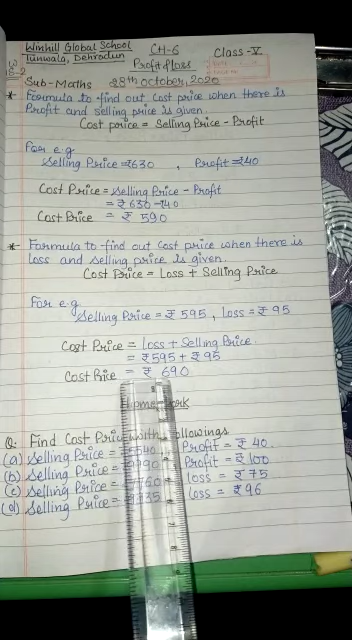 Winhill Global School CH-6 Class-V
Tunwala, Dehradun Profit & loss
Sub-Maths 28th October, 2020
* Formula to find out cost price when there is
Profit and selling price is given.
Cost price = Selling Price - Profit
For e.g
Selling Price = ₹630 , Profit = ₹40
Cost Price = selling Price - Profit
= ₹ 630 - 40
Cost Price = ₹ 590
* Formula to find out Cost price when there is
loss and selling price is given.
Cost Price = Loss + Selling Price
For e.g
Selling Price = ₹ 595, loss = ₹ 95
Cost Price = loss + Selling Price.
= ₹595 + ₹95
Cost Price = ₹ 690
Q: Find Cost
(a) Selling Price = Profit = ₹ 40.
(b) Selling Price = Profit = ₹ 100
(c) Selling Price = loss = ₹ 75
(d) Selling Price = loss = ₹ 96